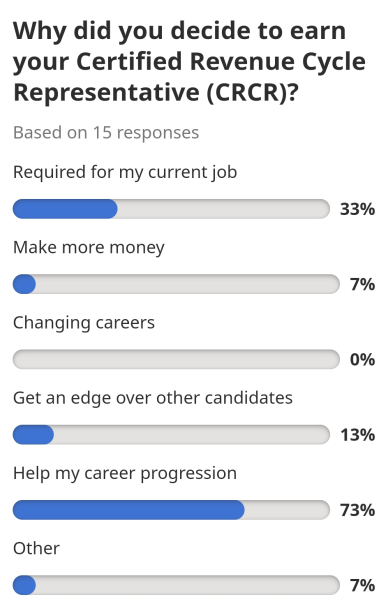 Why did you decide to earn
your Certified Revenue Cycle
Representative (CRCR)?
Based on 15 responses
Required for my current job
33%
Make more money
7%
Changing careers
0%
Get an edge over other candidates
13%
Help my career progression
73%
Other
7%